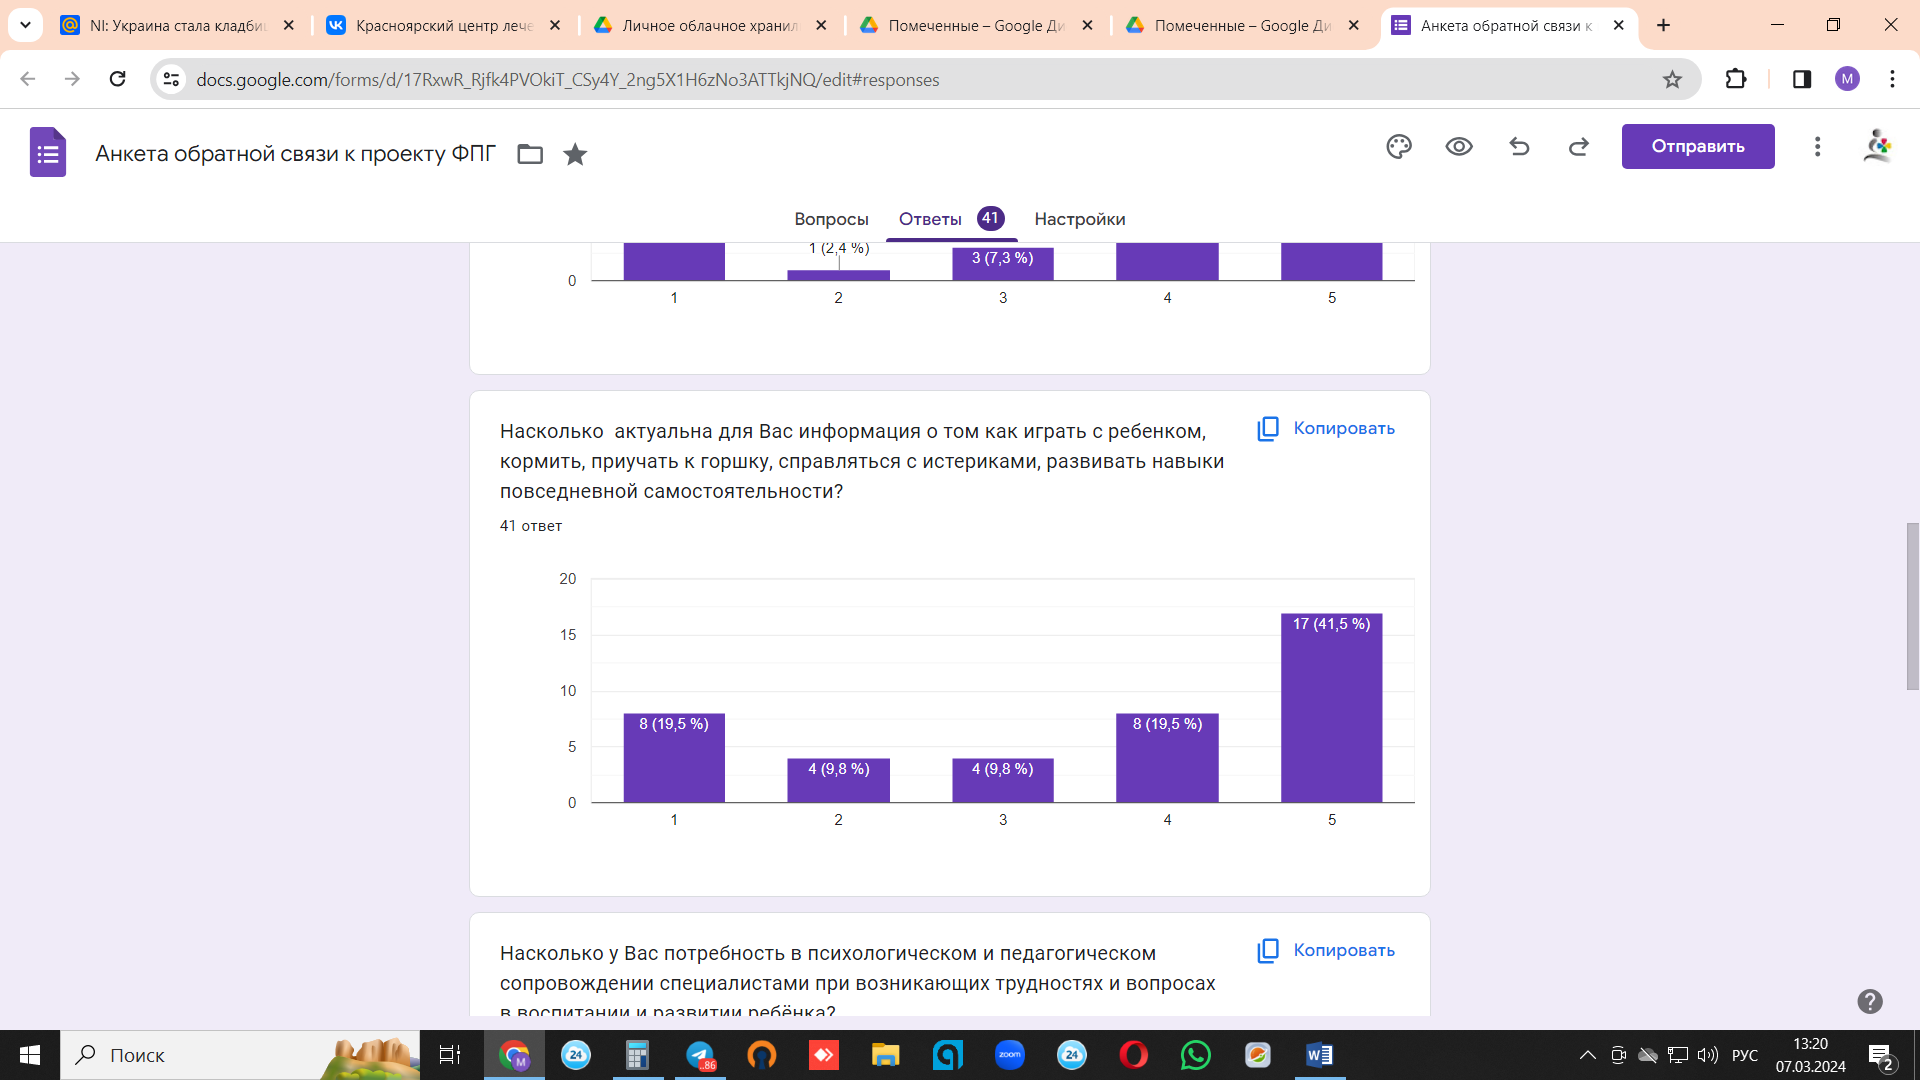 NI: Украина стала кладби
Красноярский центр лече
Личное облачное хранил
Помеченные – Google Ди
Помеченные – Google Ди
Анкета обратной связи к
docs.google.com/forms/d/17RxwR_Rjfk4PVOkiT_CSy4Y_2ng5X1H6zNo3ATTkjNQ/edit#responses
M
Анкета обратной связи к проекту ФПГ
Отправить
Вопросы
Ответы 41
Настройки
1 (2,4 %)
3 (7,3 %)
0
1 2 3 4 5
Насколько  актуальна для Вас информация о том как играть с ребенком,
кормить, приучать к горшку, справляться с истериками, развивать навыки
повседневной самостоятельности?
Копировать
41 ответ
20
15
10
5
0
8 (19,5 %)
4 (9,8 %)
4 (9,8 %)
8 (19,5 %)
17 (41,5 %)
1 2 3 4 5
Насколько у Вас потребность в психологическом и педагогическом
сопровождении специалистами при возникающих трудностях и вопросах
в воспитании и развитии ребёнка?
Копировать
Поиск
M
24
..86
zoom
24
РУС
13:20
07.03.2024
2